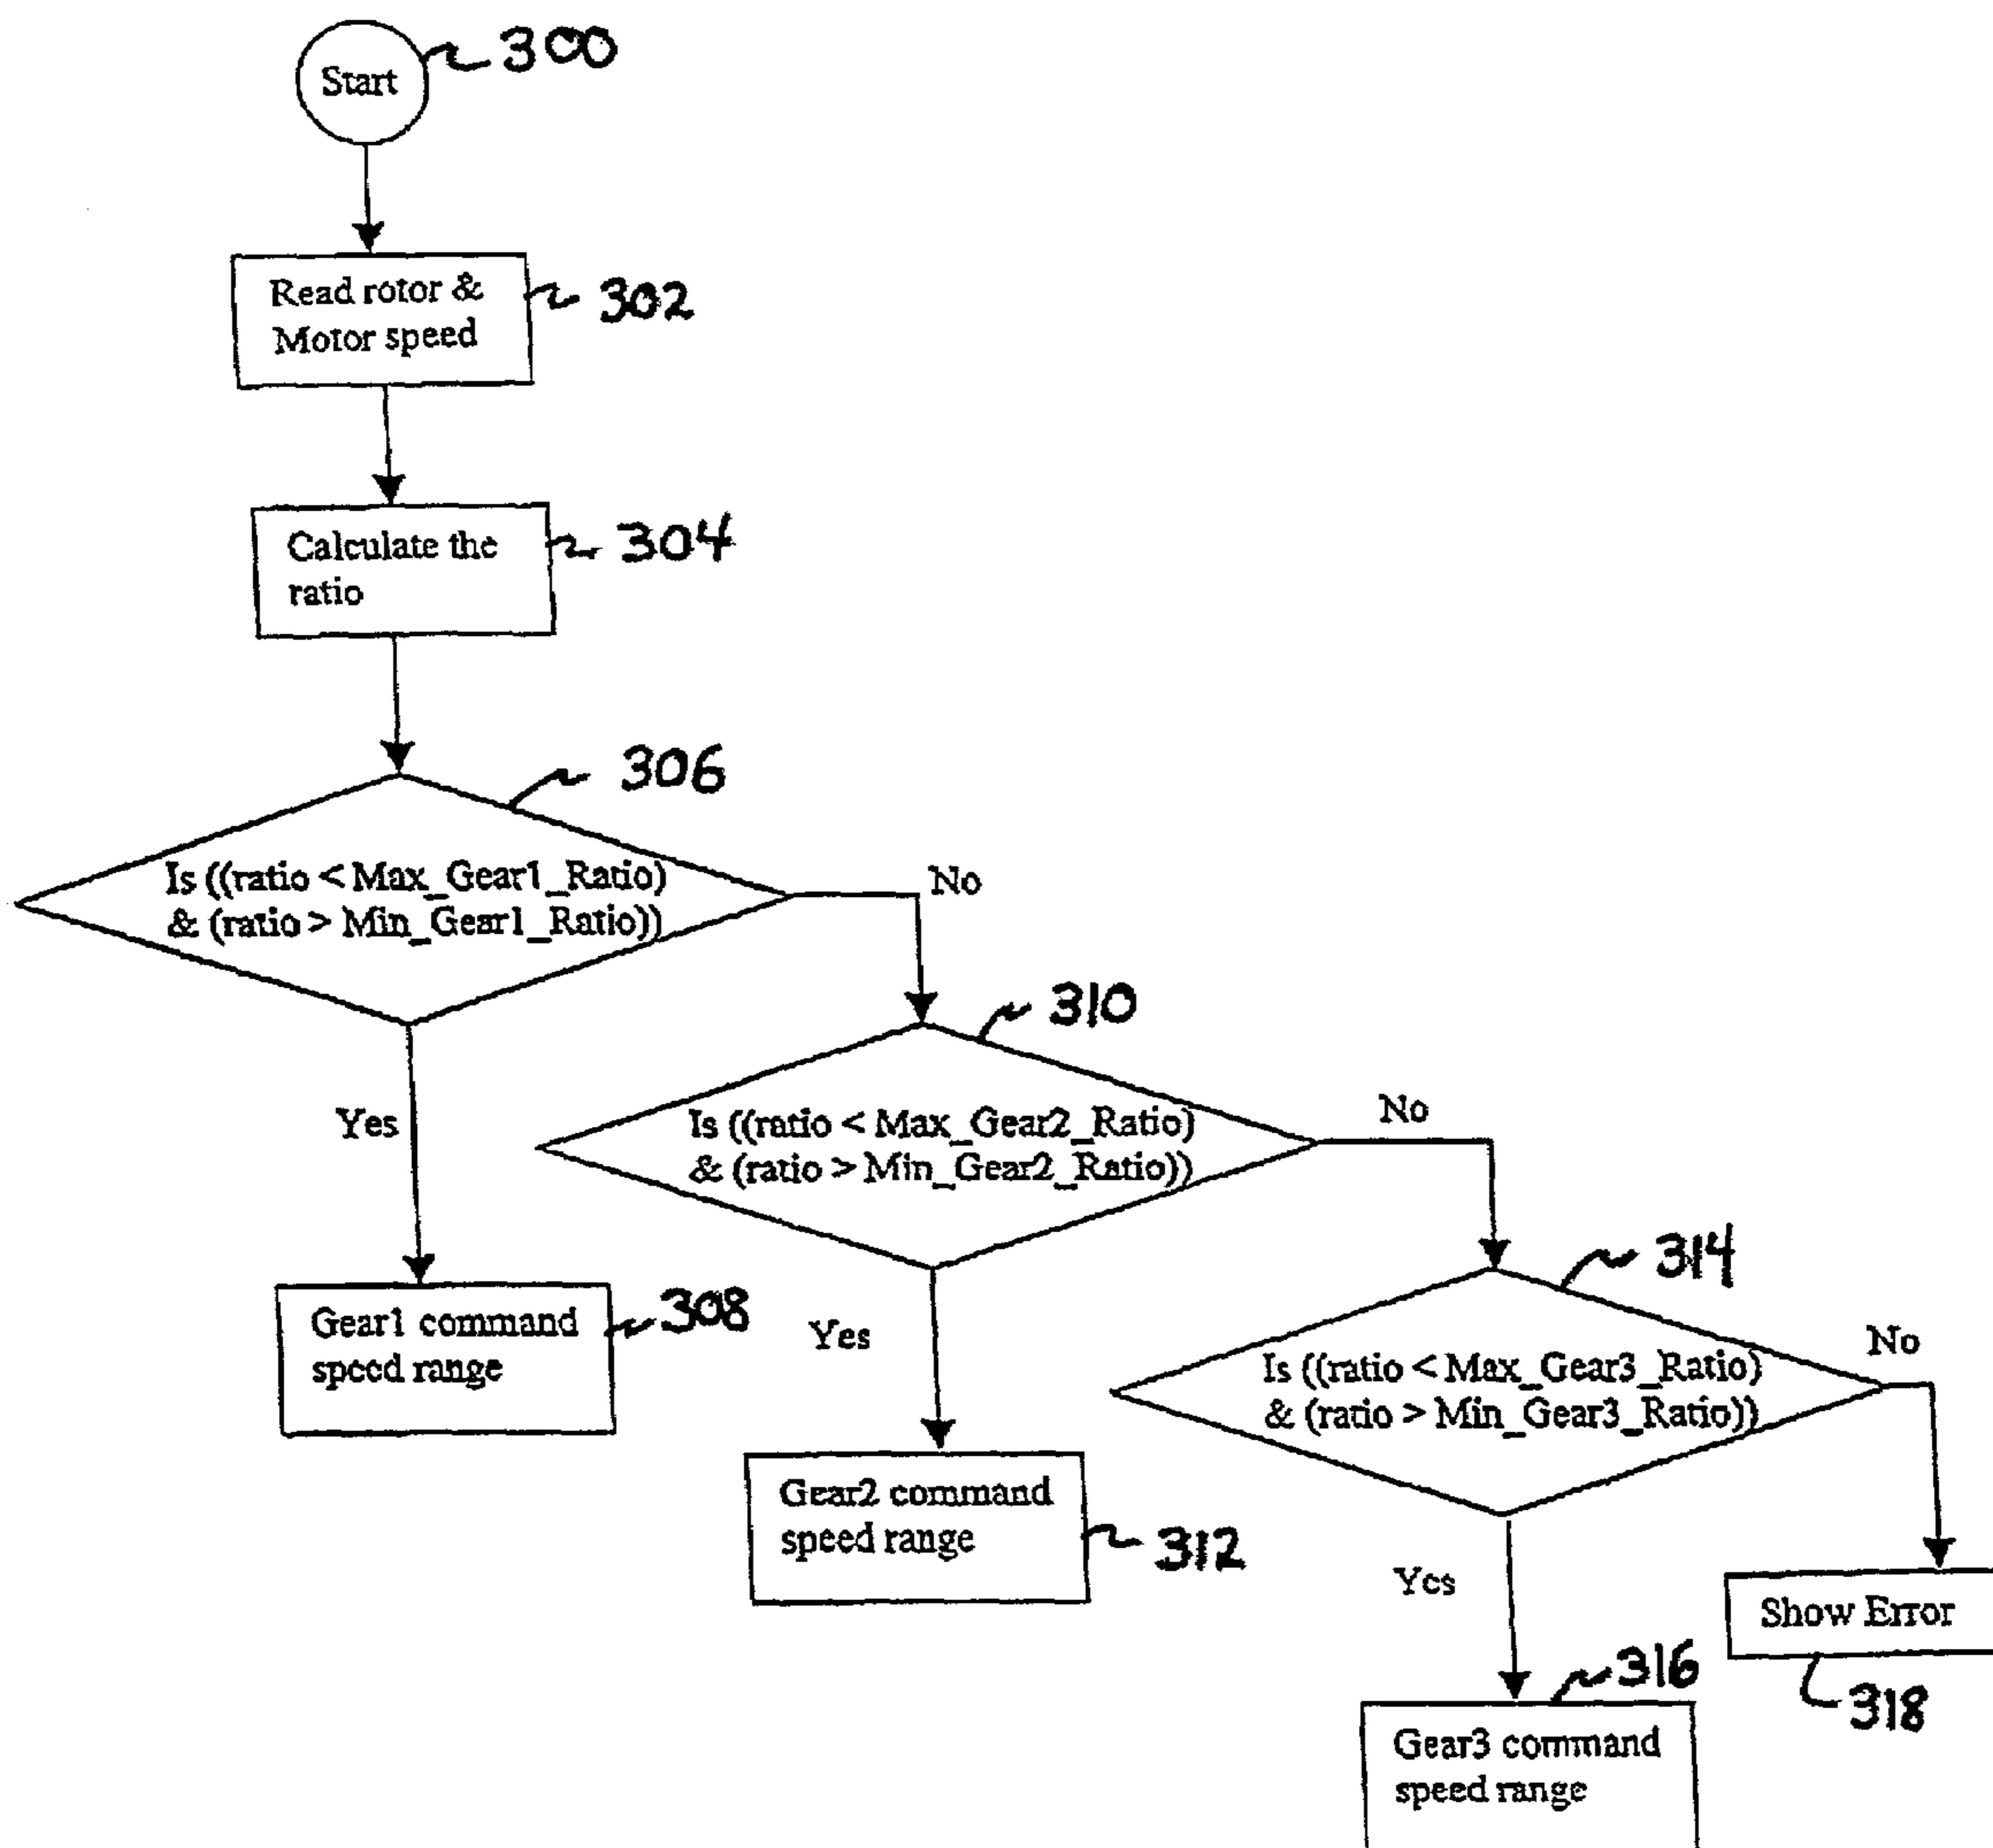 Start
300
Read rotor &
Motor speed
302
Calculate the
ratio
304
306
Is ((ratio < Max_Gear1_Ratio)
& (ratio > Min_Gear1_Ratio))
No
Yes
310
Is ((ratio < Max_Gear2_Ratio)
& (ratio > Min_Gear2_Ratio))
No
Gear1 command
speed range
308
Yes
314
Is ((ratio < Max_Gear3_Ratio)
& (ratio > Min_Gear3_Ratio))
No
Gear2 command
speed range
312
Yes
Show Error
318
316
Gear3 command
speed range